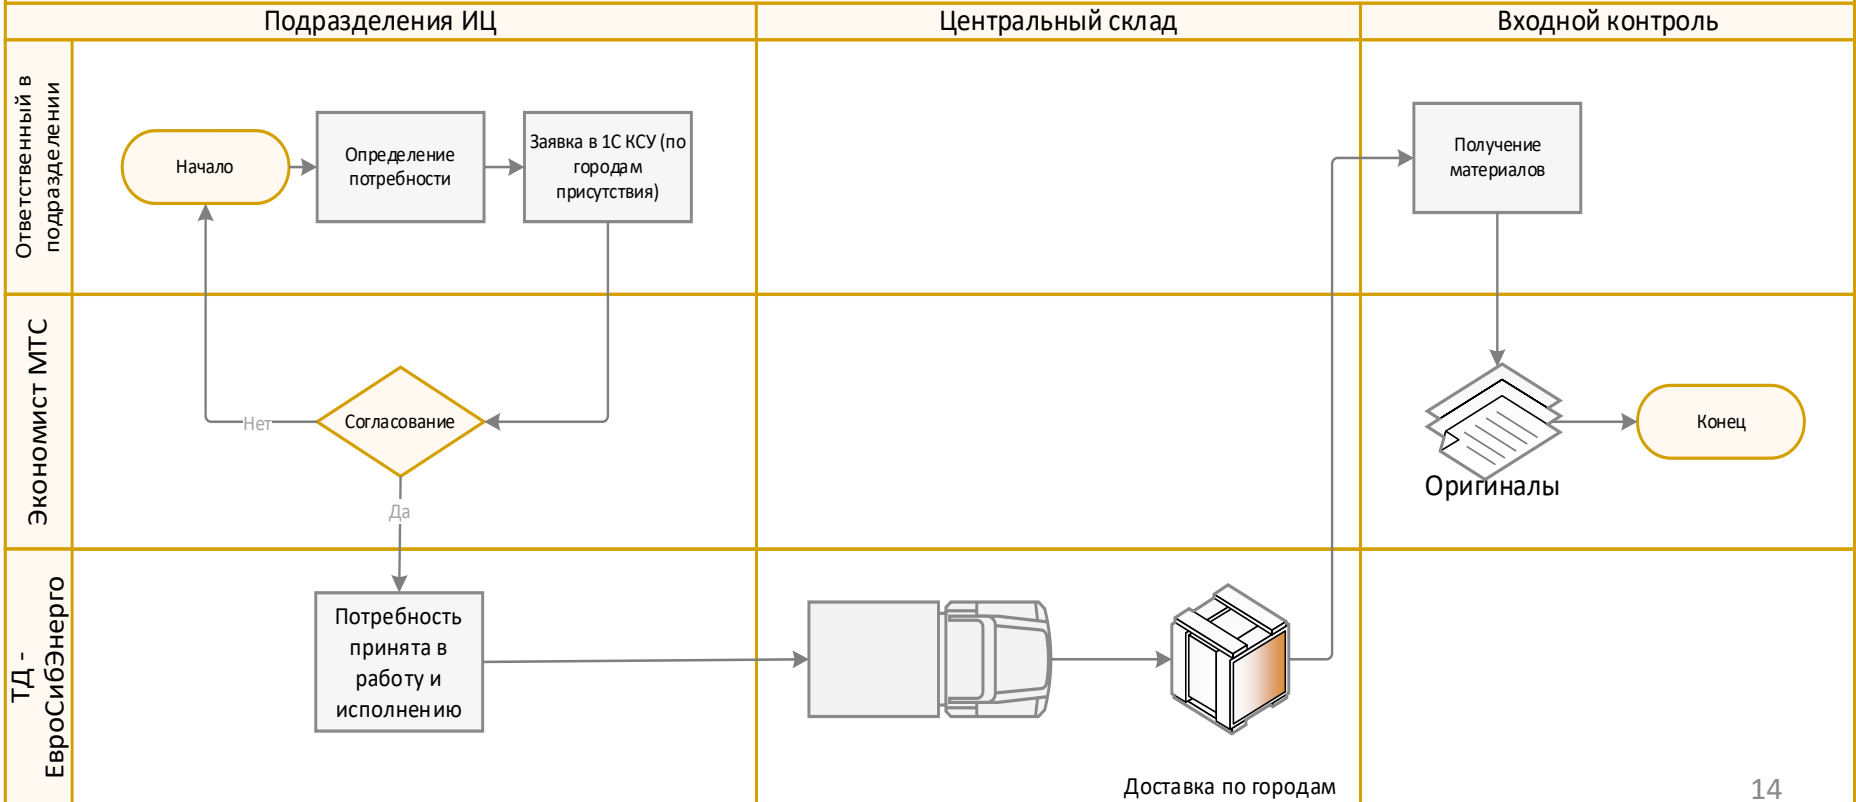 Подразделения ИЦ
Центральный склад
Входной контроль
Ответственный в
подразделении
Начало
Определение
потребности
Заявка в 1С КСУ (по
городам
присутствия)
Получение
материалов
Экономист МТС
Нет
Согласование
Да
Оригиналы
Конец
ТД -
ЕвроСибЭнерго
Потребность
принята в
работу и
исполнению
Доставка по городам
14